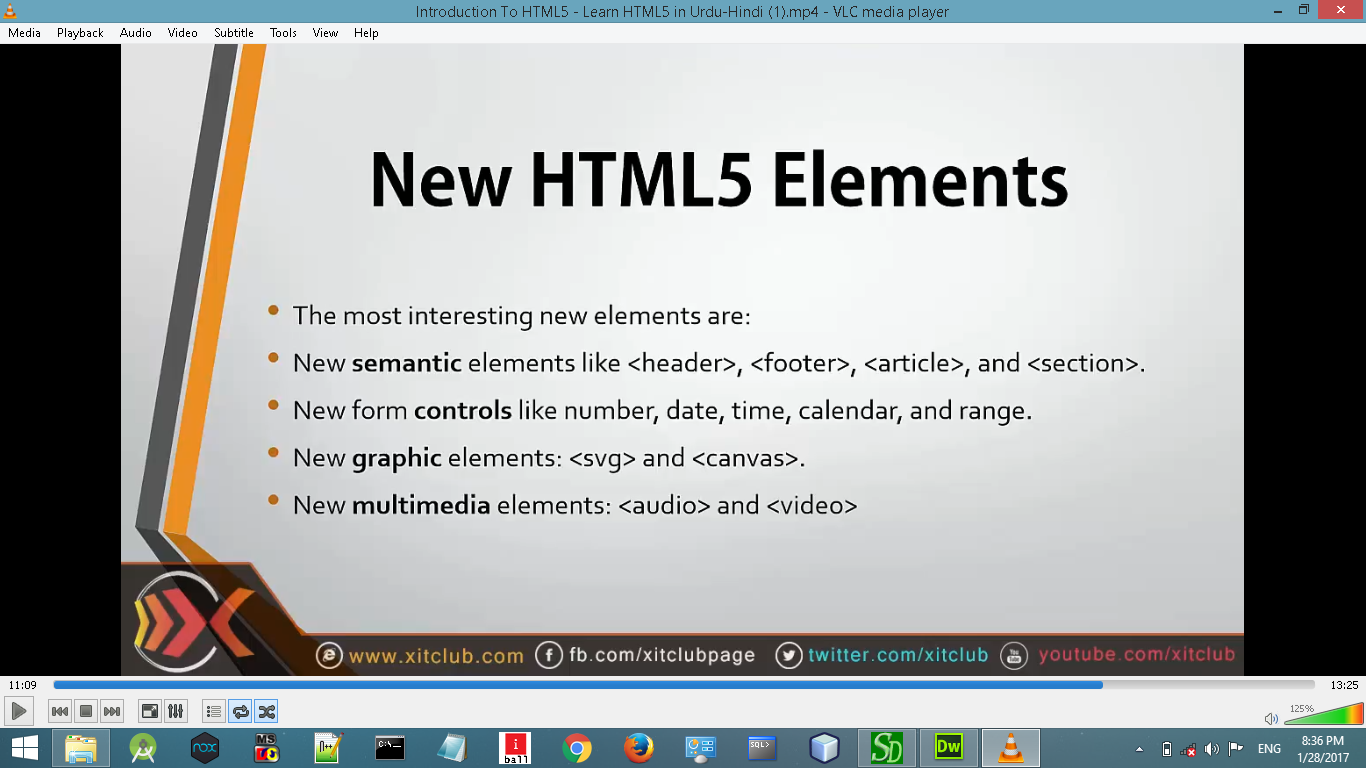 Introduction To HTML5 - Learn HTML5 in Urdu-Hindi (1).mp4 - VLC media player
Media Playback Audio Video Subtitle Tools View Help
New HTML5 Elements
• The most interesting new elements are:
• New semantic elements like <header>, <footer>, <article>, and <section>.
• New form controls like number, date, time, calendar, and range.
• New graphic elements: <svg> and <canvas>.
• New multimedia elements: <audio> and <video>
www.xitclub.com fb.com/xitclubpage twitter.com/xitclub You Tube youtube.com/xitclub
11:09 13:25
125%
nox MS n++ C:\_ i ball SQL> SD Dw ENG 8:36 PM
1/28/2017